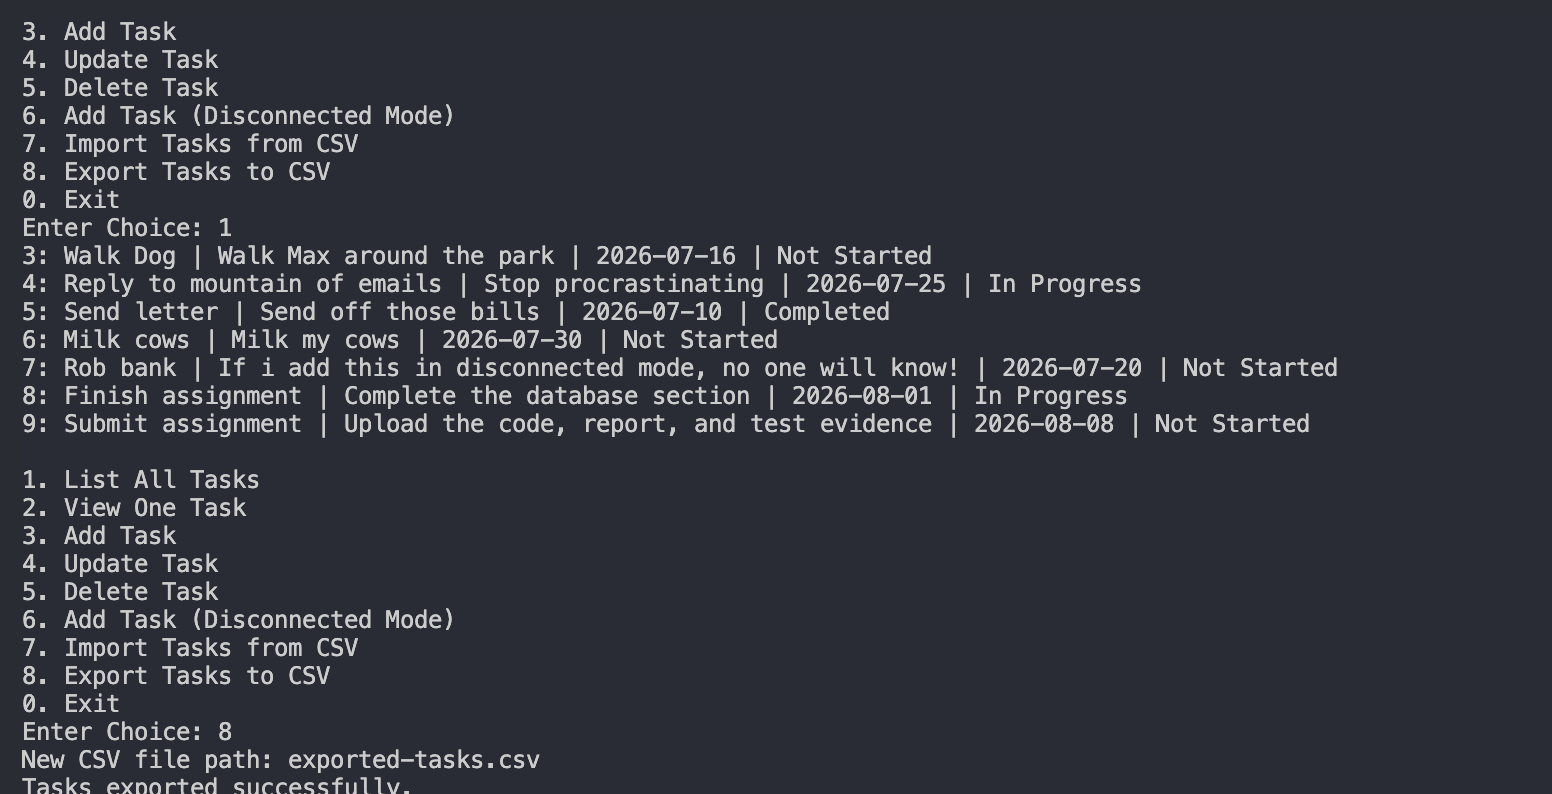 3. Add Task
4. Update Task
5. Delete Task
6. Add Task (Disconnected Mode)
7. Import Tasks from CSV
8. Export Tasks to CSV
0. Exit
Enter Choice: 1
3: Walk Dog | Walk Max around the park | 2026-07-16 | Not Started
4: Reply to mountain of emails | Stop procrastinating | 2026-07-25 | In Progress
5: Send letter | Send off those bills | 2026-07-10 | Completed
6: Milk cows | Milk my cows | 2026-07-30 | Not Started
7: Rob bank | If i add this in disconnected mode, no one will know! | 2026-07-20 | Not Started
8: Finish assignment | Complete the database section | 2026-08-01 | In Progress
9: Submit assignment | Upload the code, report, and test evidence | 2026-08-08 | Not Started
1. List All Tasks
2. View One Task
3. Add Task
4. Update Task
5. Delete Task
6. Add Task (Disconnected Mode)
7. Import Tasks from CSV
8. Export Tasks to CSV
0. Exit
Enter Choice: 8
New CSV file path: exported-tasks.csv
Tasks exported successfully.